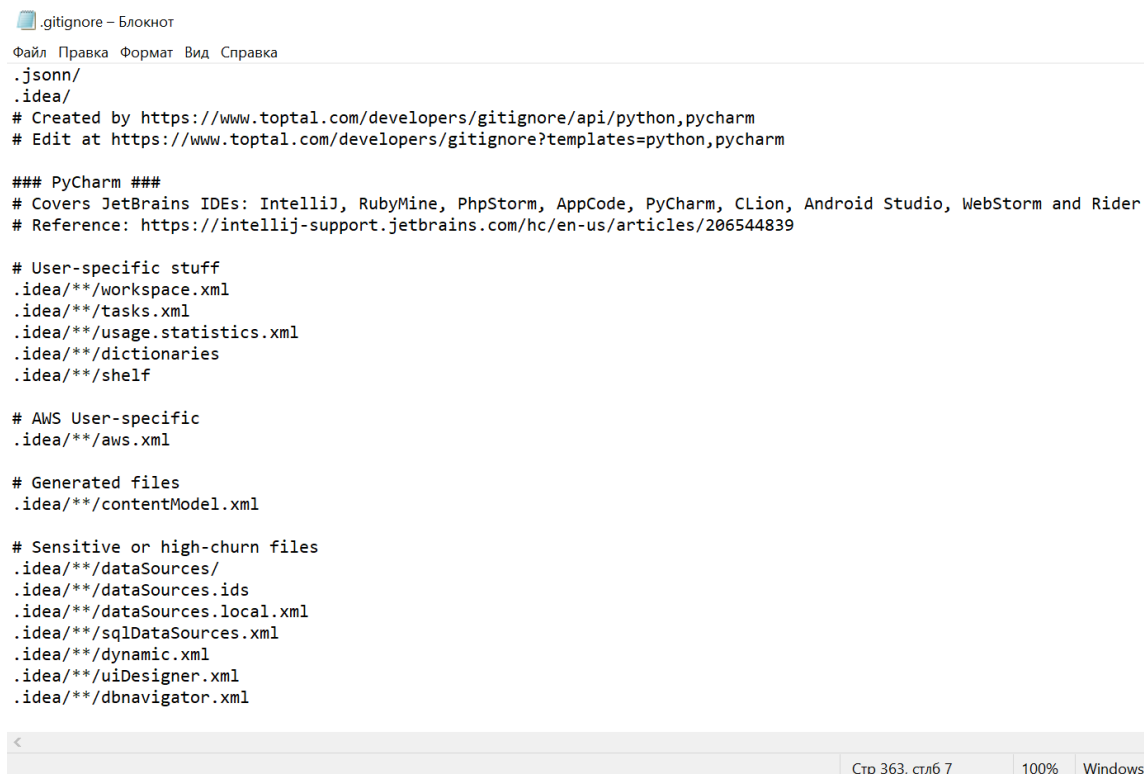 .gitignore – Блокнот
Файл Правка Формат Вид Справка
.jsonn/
.idea/
# Created by https://www.toptal.com/developers/gitignore/api/python,pycharm
# Edit at https://www.toptal.com/developers/gitignore?templates=python,pycharm
### PyCharm ###
# Covers JetBrains IDEs: IntelliJ, RubyMine, PhpStorm, AppCode, PyCharm, CLion, Android Studio, WebStorm and Rider
# Reference: https://intellij-support.jetbrains.com/hc/en-us/articles/206544839
# User-specific stuff
.idea/**/workspace.xml
.idea/**/tasks.xml
.idea/**/usage.statistics.xml
.idea/**/dictionaries
.idea/**/shelf
# AWS User-specific
.idea/**/aws.xml
# Generated files
.idea/**/contentModel.xml
# Sensitive or high-churn files
.idea/**/dataSources/
.idea/**/dataSources.ids
.idea/**/dataSources.local.xml
.idea/**/sqlDataSources.xml
.idea/**/dynamic.xml
.idea/**/uiDesigner.xml
.idea/**/dbnavigator.xml
Стр 363, стлб 7 100% Windows